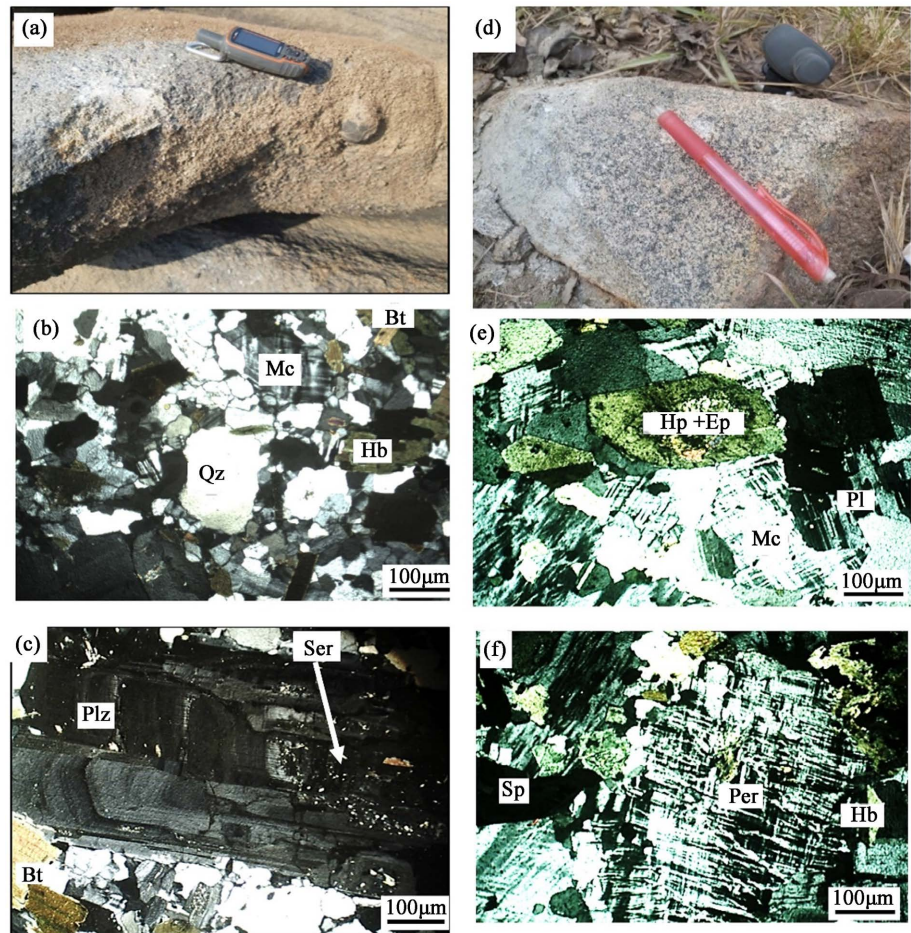 (a)
(d)
(b)
Bt
Mc
Hb
Qz
100μm
(e)
Hp +Ep
Pl
Mc
100μm
(c)
Ser
Plz
Bt
100μm
(f)
Sp
Per
Hb
100μm